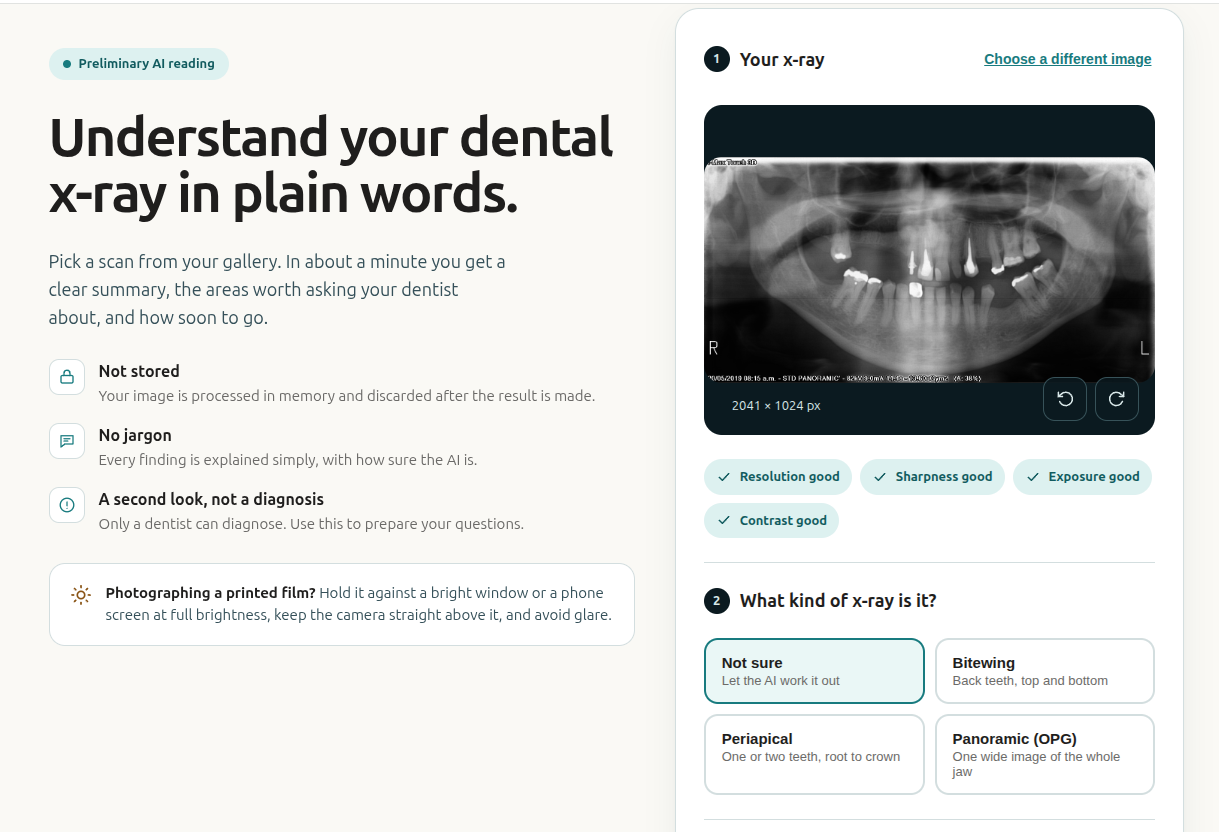 Preliminary AI reading
Understand your dental
x-ray in plain words.
Pick a scan from your gallery. In about a minute you get a
clear summary, the areas worth asking your dentist
about, and how soon to go.
Not stored
Your image is processed in memory and discarded after the result is made.
No jargon
Every finding is explained simply, with how sure the AI is.
A second look, not a diagnosis
Only a dentist can diagnose. Use this to prepare your questions.
Photographing a printed film? Hold it against a bright window or a phone
screen at full brightness, keep the camera straight above it, and avoid glare.
1 Your x-ray
Choose a different image
R
L
08:15 a.m. - STD PANORAMIC
2041 × 1024 px
Resolution good
Sharpness good
Exposure good
Contrast good
2 What kind of x-ray is it?
Not sure
Let the AI work it out
Bitewing
Back teeth, top and bottom
Periapical
One or two teeth, root to crown
Panoramic (OPG)
One wide image of the whole
jaw